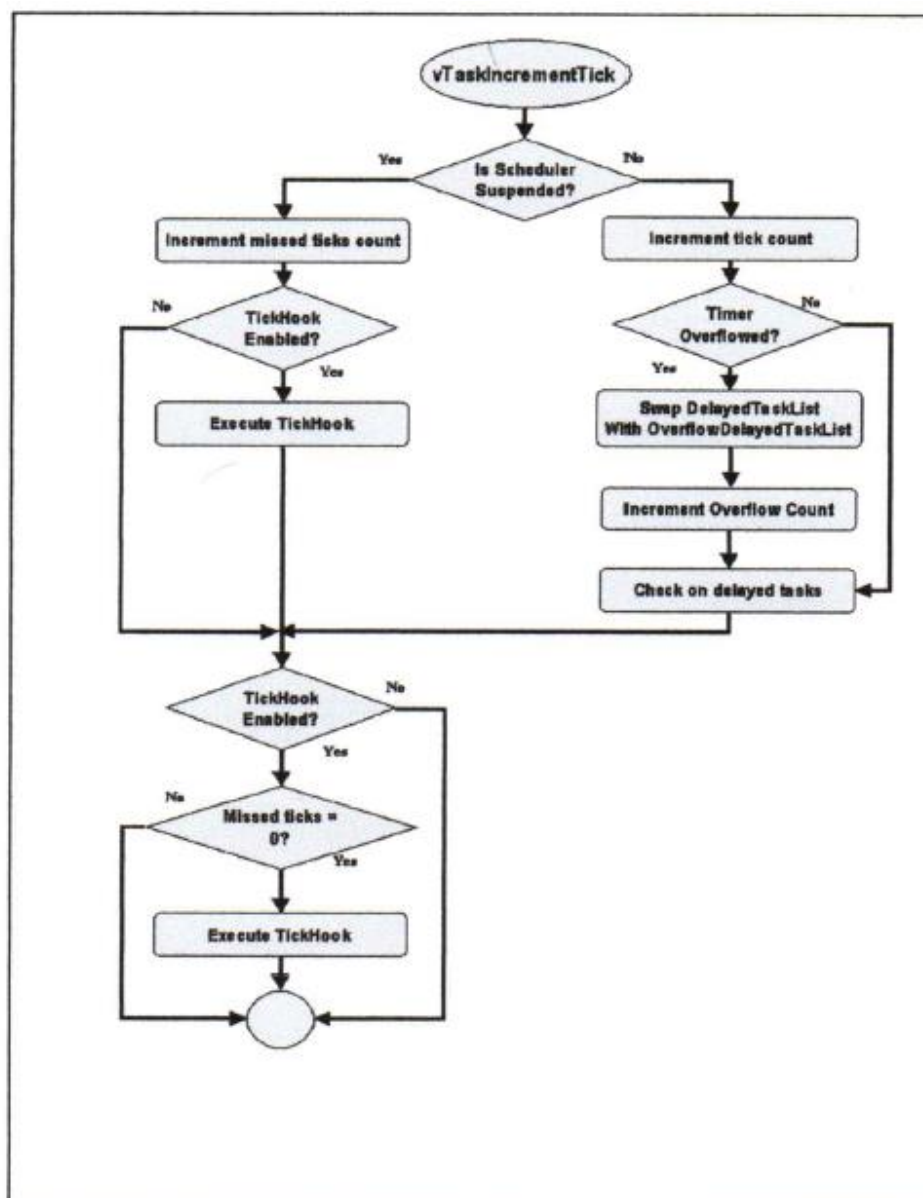 vTaskIncrementTick
Yes
Is Scheduler
Suspended?
No
Increment missed ticks count
Increment tick count
No
TickHook
Enabled?
Yes
Timer
Overflowed?
No
Yes
Execute TickHook
Swap DelayedTaskList
With OverflowDelayedTaskList
Increment Overflow Count
Check on delayed tasks
TickHook
Enabled?
No
Yes
No
Missed ticks =
0?
Yes
Execute TickHook